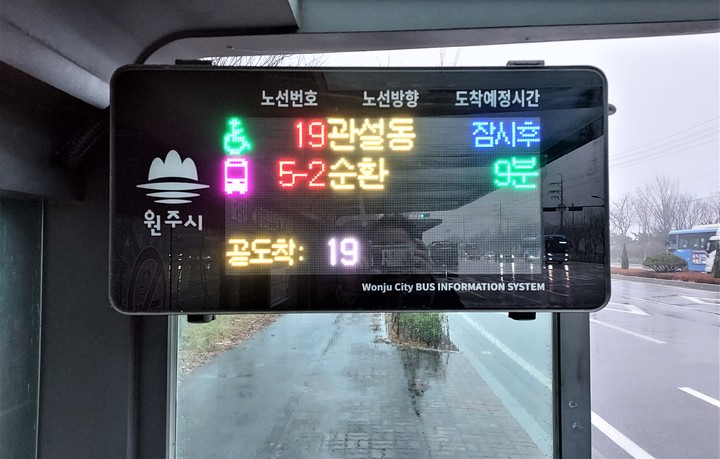 노선번호 노선방향 도착예정시간
19 관설동 잠시후
5-2 순환 9분
원주시
곧도착: 19
Wonju City BUS INFORMATION SYSTEM